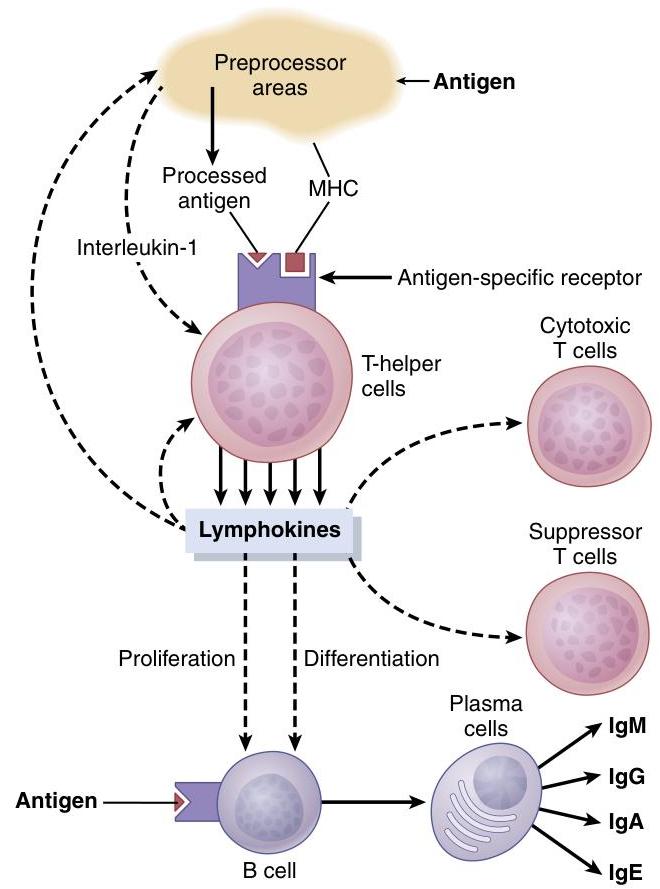 Preprocessor
areas
Antigen
Processed
antigen
MHC
Interleukin-1
Antigen-specific receptor
T-helper
cells
Cytotoxic
T cells
Lymphokines
Suppressor
T cells
Proliferation
Differentiation
Plasma
cells
IgM
IgG
IgA
IgE
Antigen
B cell